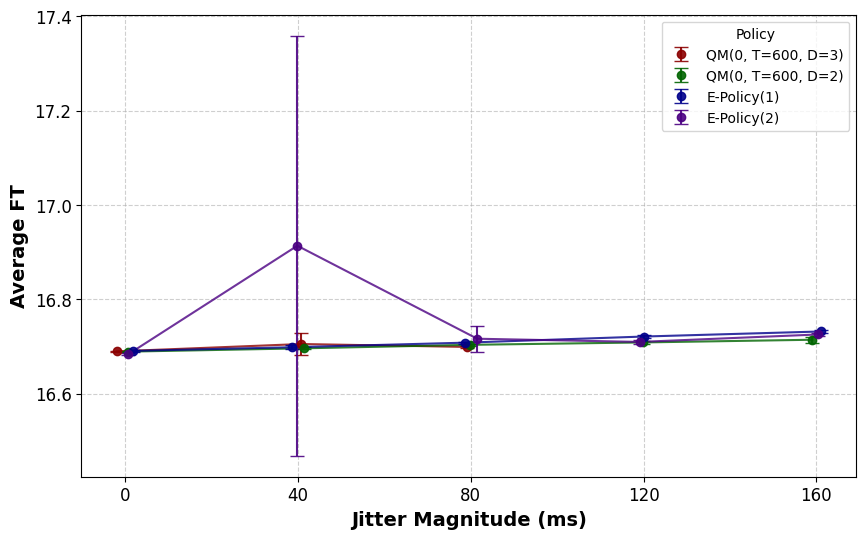 17.4
17.2
17.0
16.8
16.6
Average FT
0
40
80
120
160
Jitter Magnitude (ms)
Policy
QM(0, T=600, D=3)
QM(0, T=600, D=2)
E-Policy(1)
E-Policy(2)